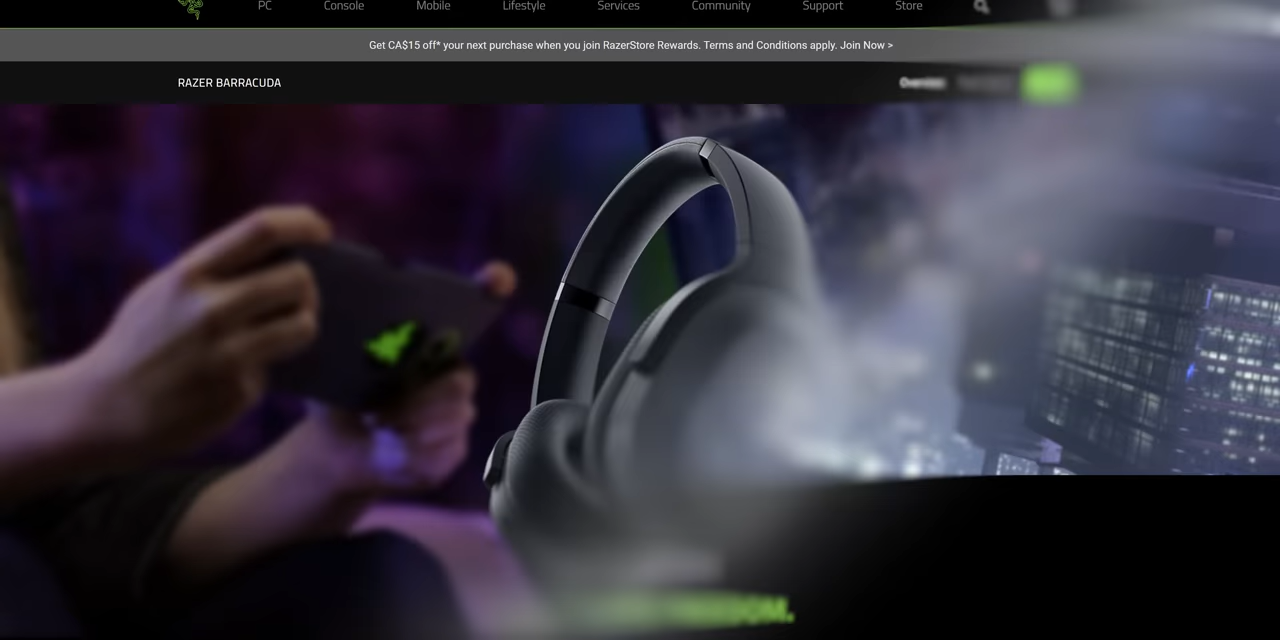 PC Console Mobile Lifestyle Services Community Support Store
Get CA$15 off* your next purchase when you join RazerStore Rewards. Terms and Conditions apply. Join Now >
RAZER BARRACUDA
Overview